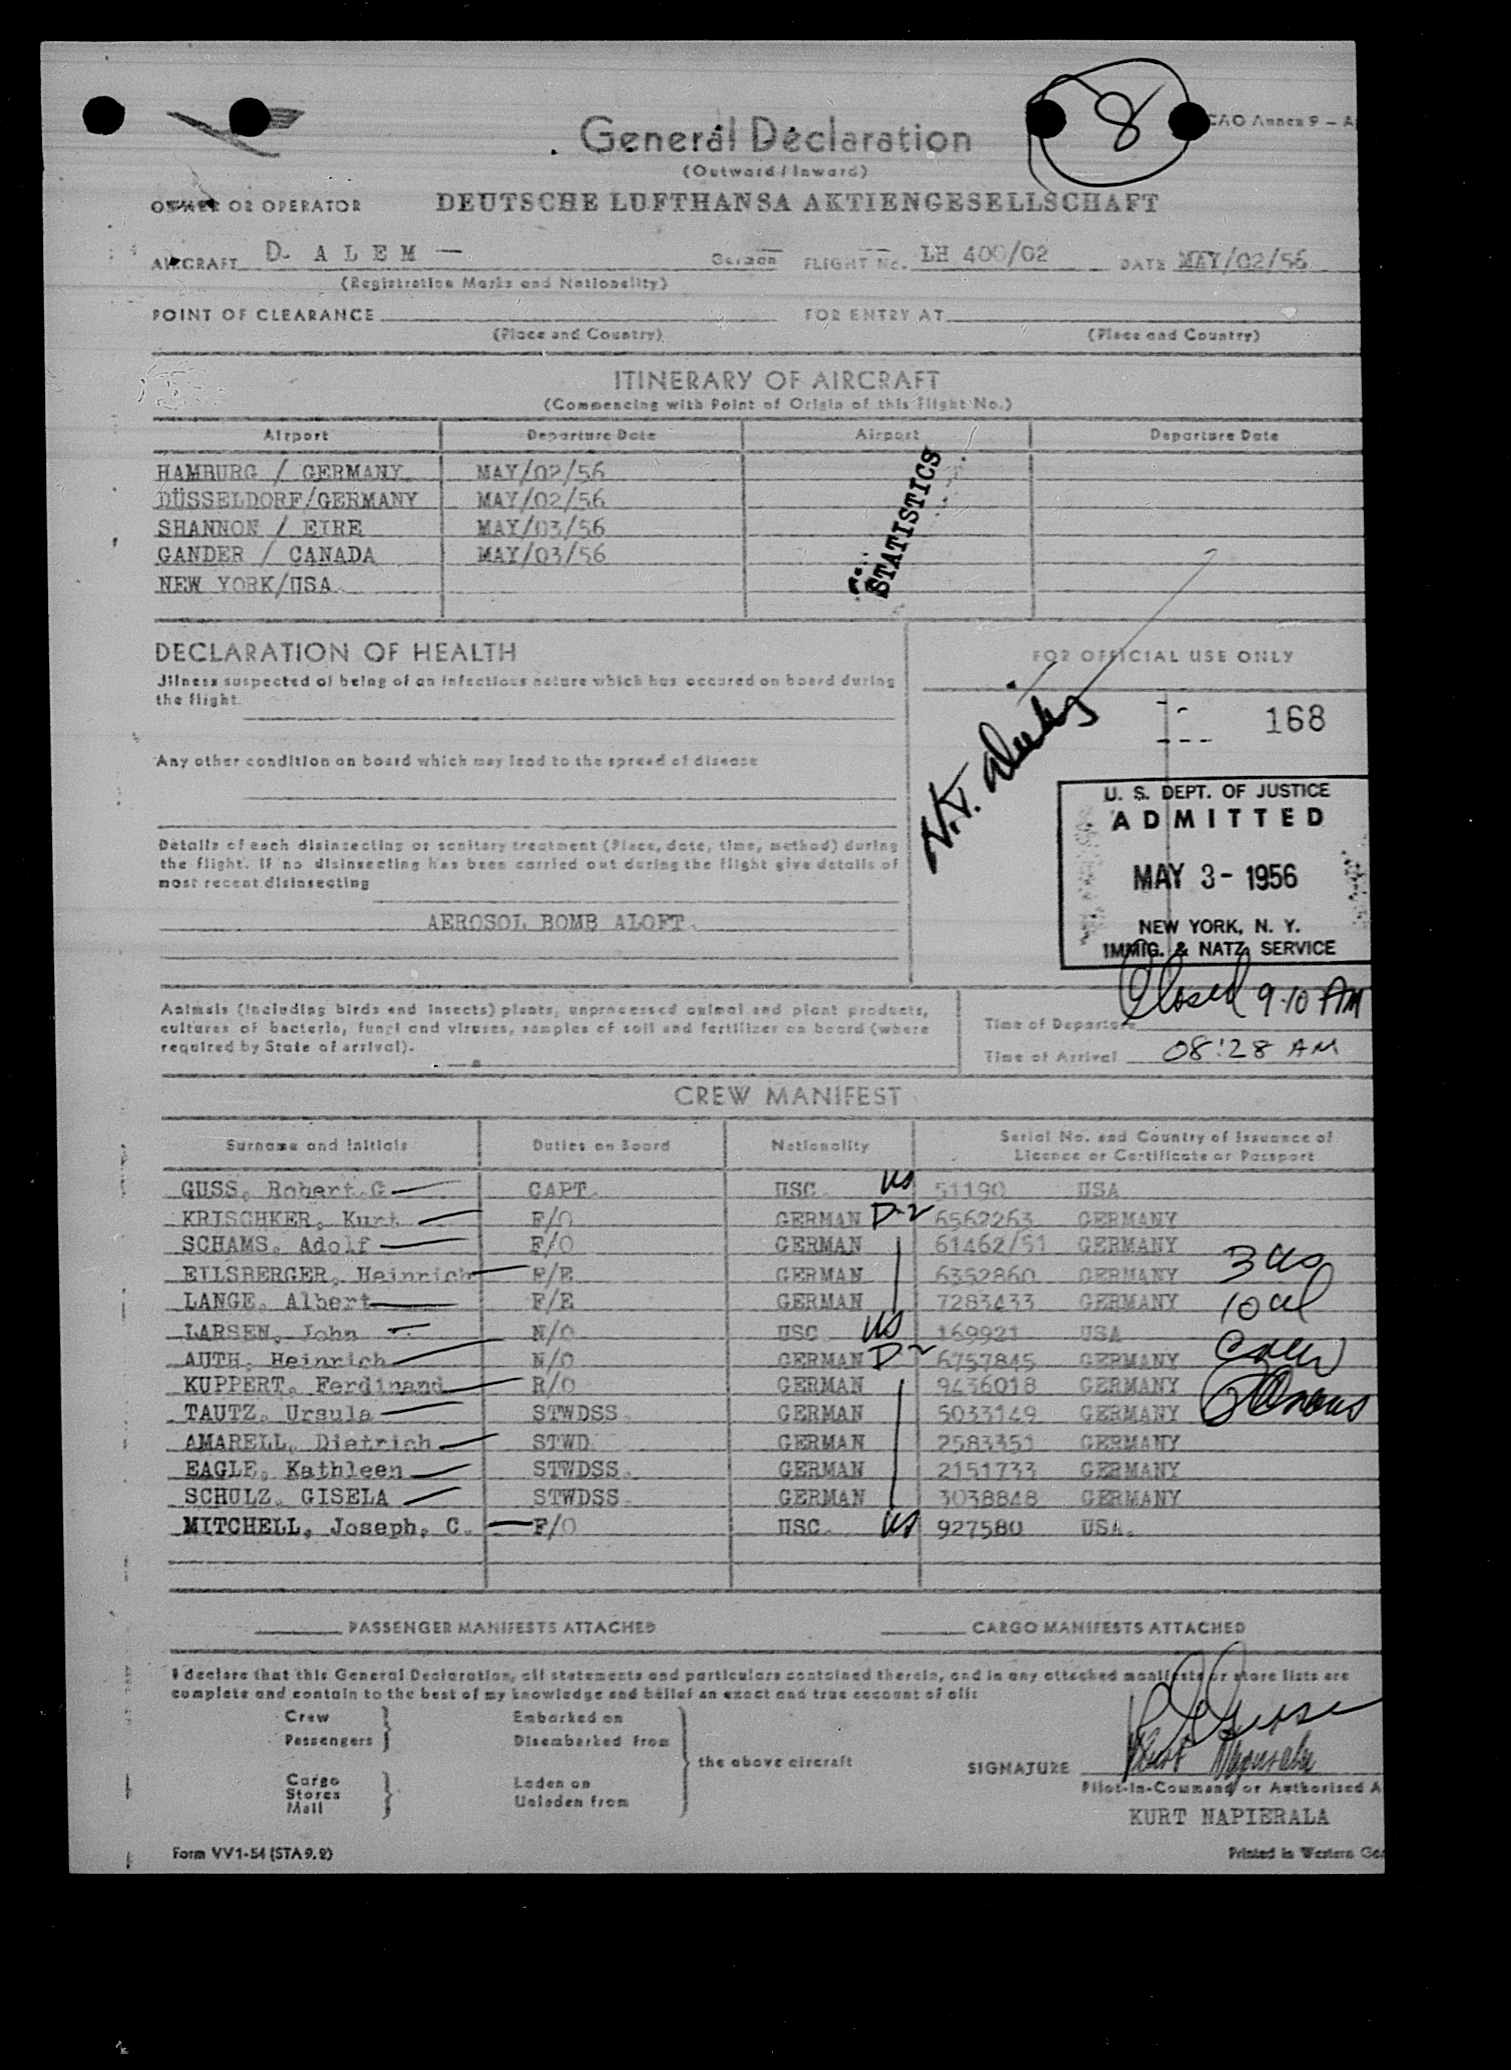 8
ICAO Annex 9 – A
General Declaration
(Outward/Inward)
OWNER OR OPERATOR DEUTSCHE LUFTHANSA AKTIENGESELLSCHAFT
AIRCRAFT D- A L E M — German FLIGHT No. LH 400/02 DATE MAY/02/56
(Registration Marks and Nationality)
POINT OF CLEARANCE FOR ENTRY AT
(Place and Country) (Place and Country)
ITINERARY OF AIRCRAFT
(Commencing with Point of Origin of this Flight No.)
Airport Departure Date Airport Departure Date
HAMBURG / GERMANY MAY/02/56
DÜSSELDORF/GERMANY MAY/02/56
SHANNON / EIRE MAY/03/56
GANDER / CANADA MAY/03/56
NEW YORK/USA
STATISTICS
DECLARATION OF HEALTH
Jilness suspected of being of an infectious nature which has occured on board during
the flight.
Any other condition on board which may lead to the spread of disease
Details of each disinsecting or sanitary treatment (Place, date, time, method) during
the flight. If no disinsecting has been carried out during the flight give details of
most recent disinsecting
AEROSOL BOMB ALOFT.
FOR OFFICIAL USE ONLY
168
U. S. DEPT. OF JUSTICE
ADMITTED
MAY 3- 1956
NEW YORK, N. Y.
IMMIG. & NATZ. SERVICE
Closed 9.10 AM
Animals (including birds and insects) plants, unprocessed animal and plant products,
cultures of bacteria, fungi and viruses, samples of soil and fertilizer on board (where
required by State of arrival).
Time of Departure
Time of Arrival 08:28 AM
CREW MANIFEST
Surname and Initials Duties on Board Nationality Serial No. and Country of Issuance of
Licence or Certificate or Passport
GUSS, Robert.G CAPT. USC. US 51190 USA
KRISCHKER, Kurt F/O GERMAN D-2 6562263 GERMANY
SCHAMS, Adolf F/O GERMAN 61462/51 GERMANY
EILSBERGER, Heinrich F/E GERMAN 6352860 GERMANY 3 US
LANGE, Albert F/E GERMAN 7283433 GERMANY 10 al
LARSEN, John N/O USC US 169921 USA
AUTH, Heinrich N/O GERMAN D-2 6757845 GERMANY Crew
KUPPERT, Ferdinand R/O GERMAN 9436018 GERMANY
TAUTZ, Ursula STWDSS. GERMAN 5033149 GERMANY
AMARELL, Dietrich STWD. GERMAN 2583351 GERMANY
EAGLE, Kathleen STWDSS. GERMAN 2151733 GERMANY
SCHULZ, GISELA STWDSS. GERMAN 3038848 GERMANY
MITCHELL, Joseph, C. F/O USC. US 927580 USA.
PASSENGER MANIFESTS ATTACHED CARGO MANIFESTS ATTACHED
I declare that this General Declaration, all statements and particulars contained therein, and in any attached manifests or store lists are
complete and contain to the best of my knowledge and belief an exact and true account of all:
Crew Embarked on
Passengers Disembarked from
the above aircraft
Cargo Laden on
Stores Unladen from
Mail
SIGNATURE
Pilot-in-Command or Authorised A
KURT NAPIERALA
Form VV1-54 (STA 9.2) Printed in Western Ger